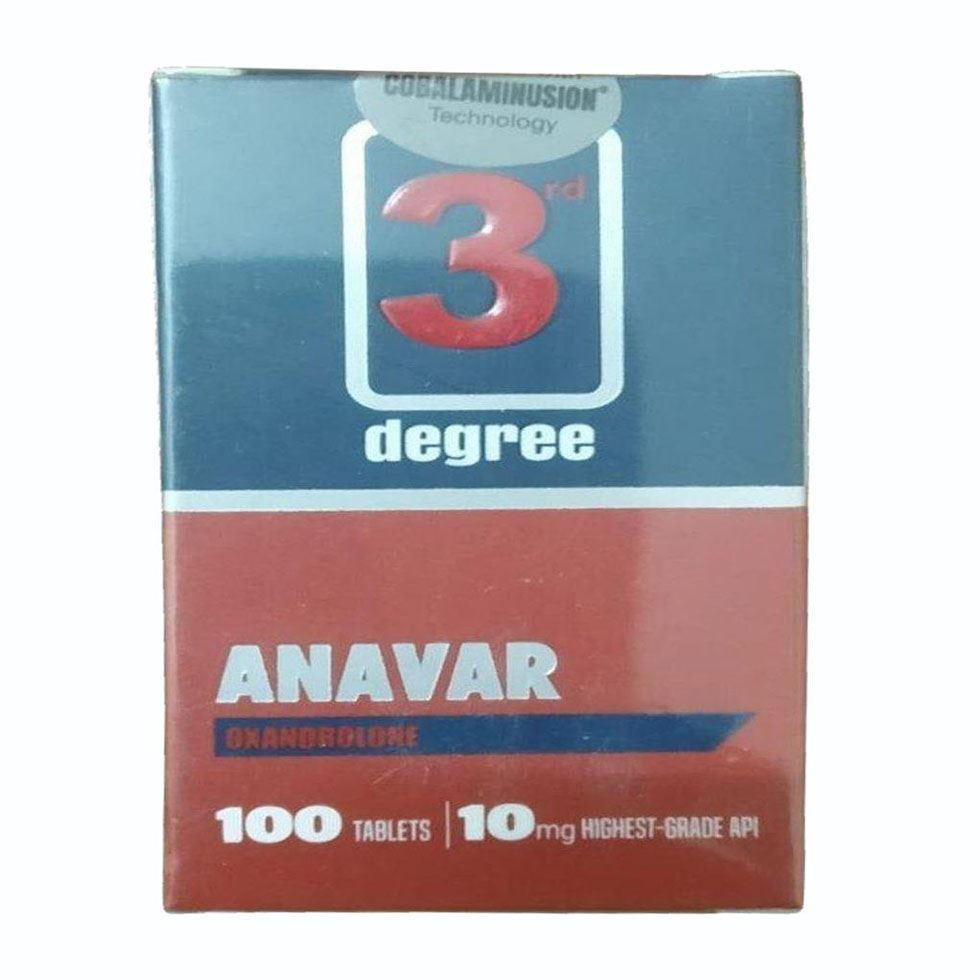 COBALAMINUSION®
Technology
3rd
degree
ANAVAR
OXANDROLONE
100 TABLETS | 10mg HIGHEST-GRADE API